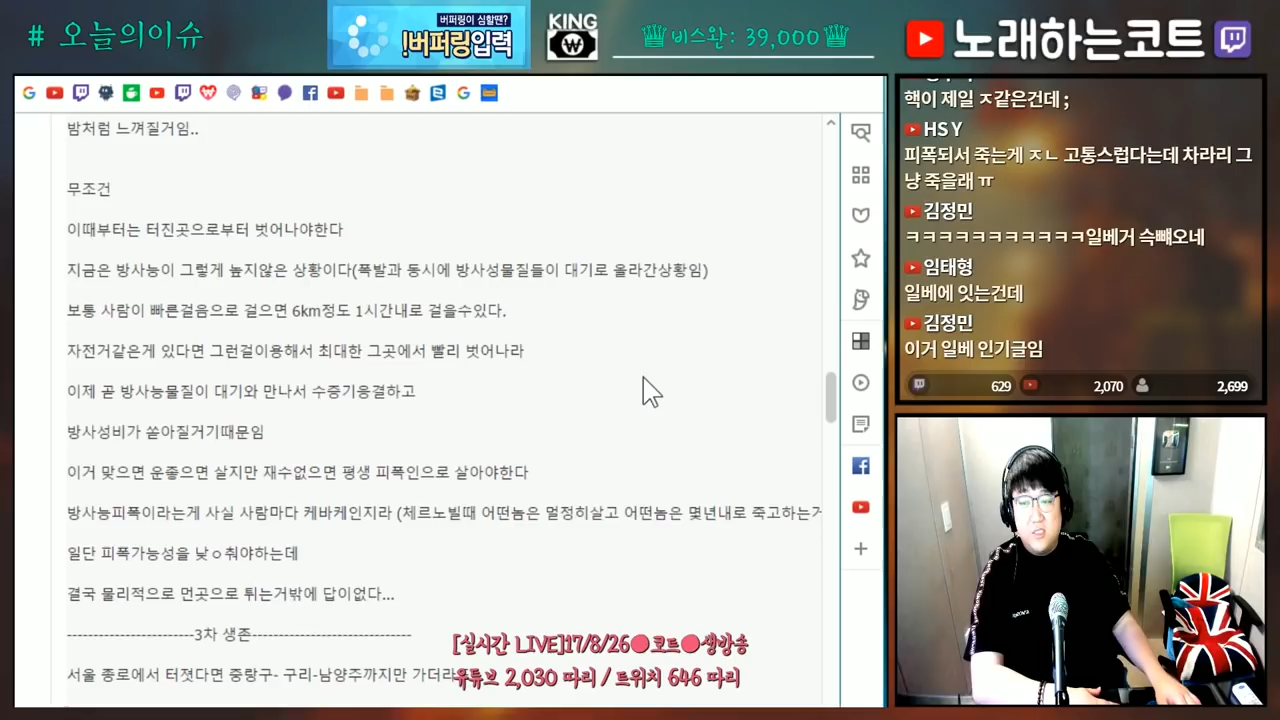 # 오늘의이슈
버퍼링이 심할땐?
!버퍼링입력
KING
₩
비스완: 39,000
노래하는코트
밤처럼 느껴질거임..
무조건
이때부터는 터진곳으로부터 벗어나야한다
지금은 방사능이 그렇게 높지않은 상황이다(폭발과 동시에 방사성물질들이 대기로 올라간상황임)
보통 사람이 빠른걸음으로 걸으면 6km정도 1시간내로 걸을수있다.
자전거같은게 있다면 그런걸이용해서 최대한 그곳에서 빨리 벗어나라
이제 곧 방사능물질이 대기와 만나서 수증기응결하고
방사성비가 쏟아질거기때문임
이거 맞으면 운좋으면 살지만 재수없으면 평생 피폭인으로 살아야한다
방사능피폭이라는게 사실 사람마다 케바케인지라 (체르노빌때 어떤놈은 멀정히살고 어떤놈은 몇년내로 죽고하는거
일단 피폭가능성을 낮ㅇ춰야하는데
결국 물리적으로 먼곳으로 튀는거밖에 답이없다...
------------------------3차 생존------------------------------
서울 종로에서 터졋다면 중랑구- 구리-남양주까지만 가더라
[실시간 LIVE]17/8/26●코트●생방송
유튜브 2,030 따리 / 트위치 646 따리
핵이 제일 ㅈ같은건데 ;
HS Y
피폭되서 죽는게 ㅈㄴ 고통스럽다는데 차라리 그
냥 죽을래 ㅠ
김정민
ㅋㅋㅋㅋㅋㅋㅋㅋㅋㅋㅋ일베거 슥빼오네
임태형
일베에 잇는건데
김정민
이거 일베 인기글임
629 2,070 2,699